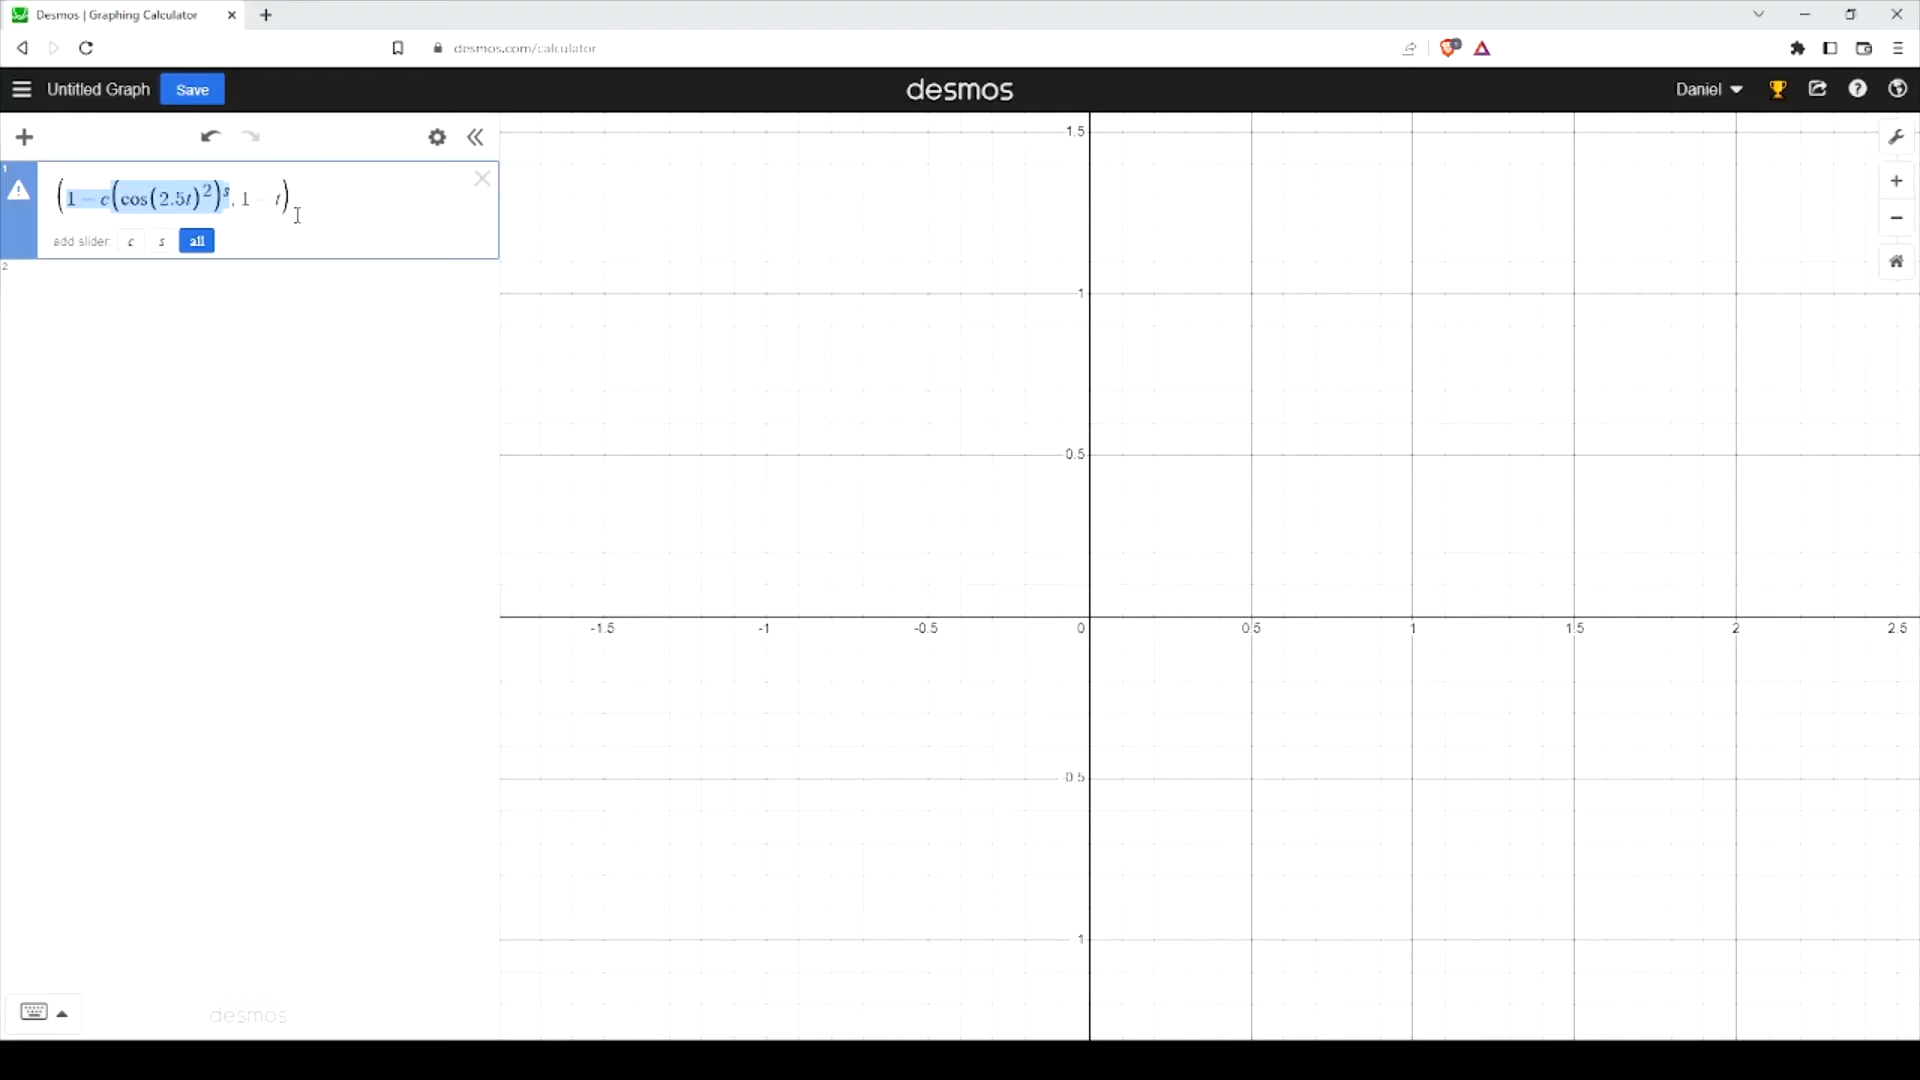 Desmos | Graphing Calculator
desmos.com/calculator
Untitled Graph Save desmos Daniel
1
(1 − c(cos(2.5t)²)ˢ, 1 − t)
add slider: c s all
2
1.5
1
0.5
-1.5 -1 -0.5 0 0.5 1 1.5 2 2.5
0.5
1
desmos